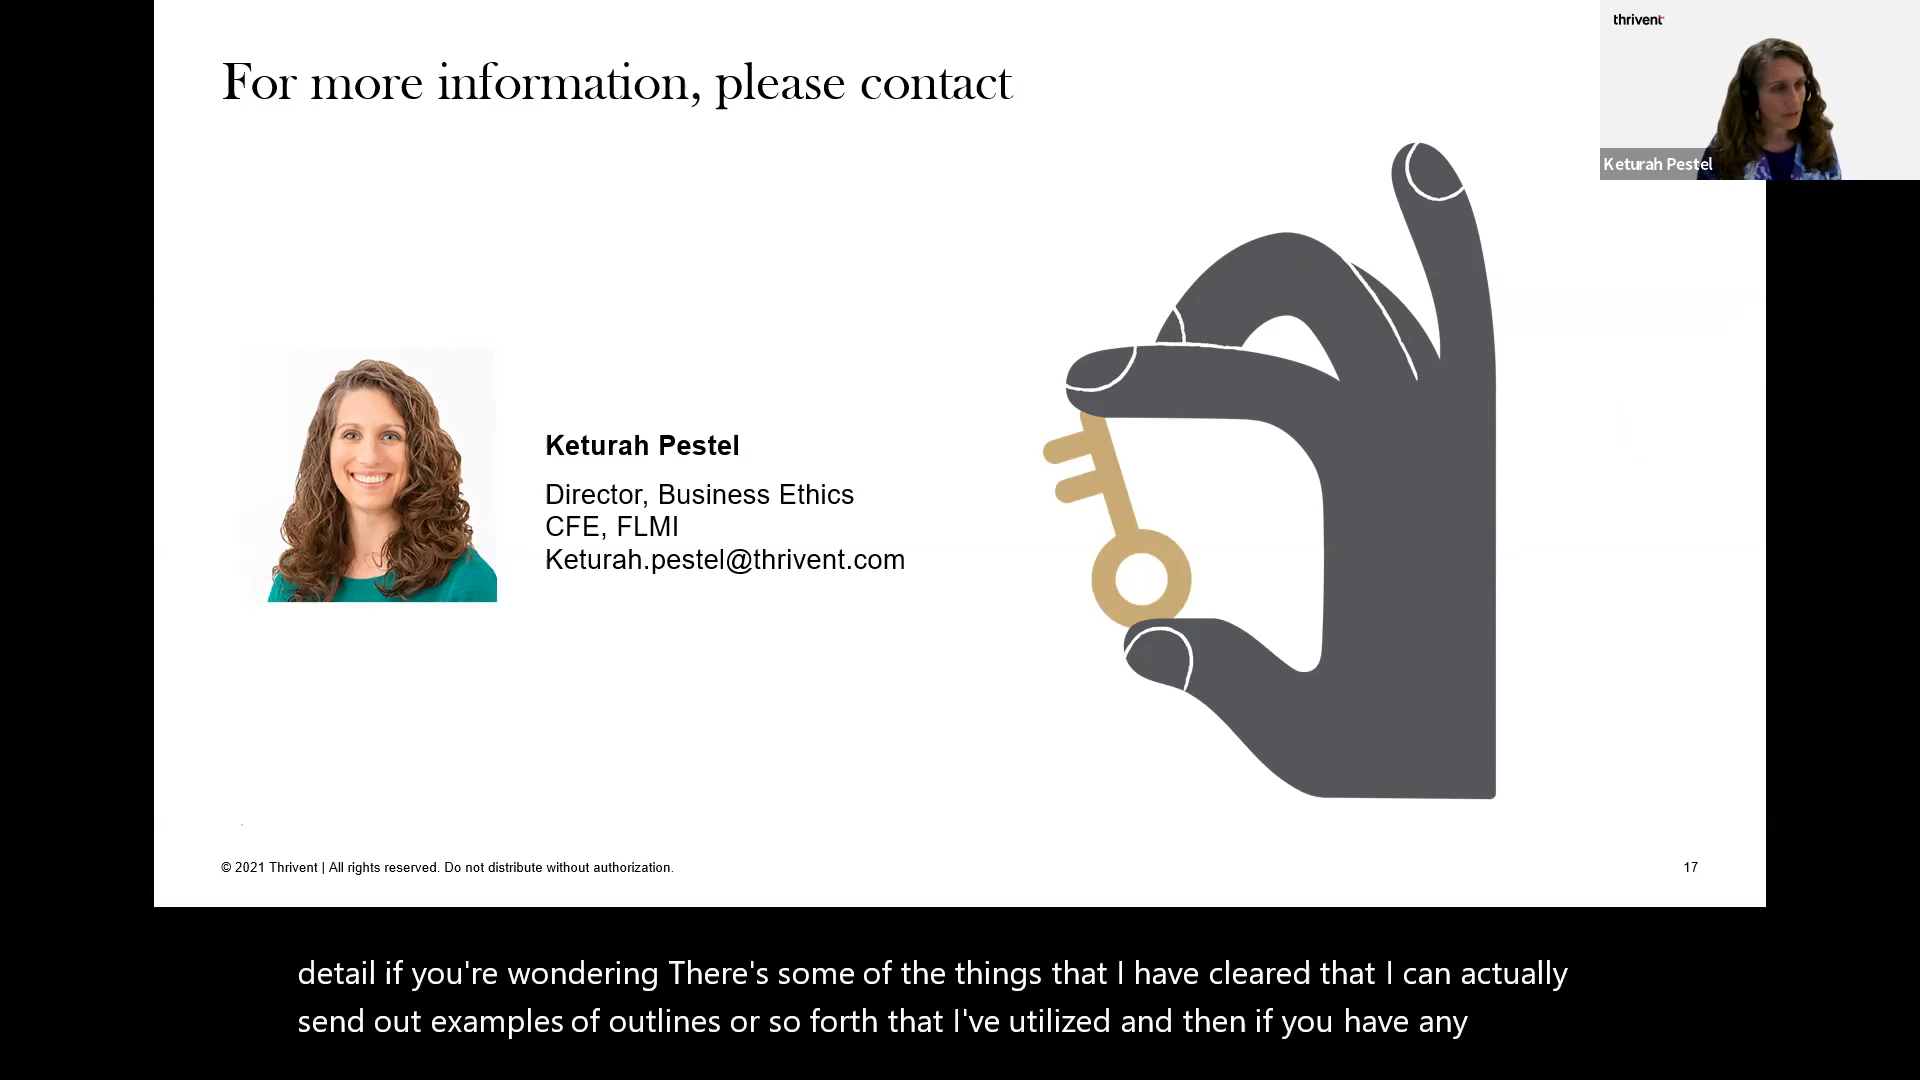 For more information, please contact
thrivent
Keturah Pestel
Keturah Pestel
Director, Business Ethics
CFE, FLMI
Keturah.pestel@thrivent.com
© 2021 Thrivent | All rights reserved. Do not distribute without authorization.
17
detail if you're wondering There's some of the things that I have cleared that I can actually
send out examples of outlines or so forth that I've utilized and then if you have any